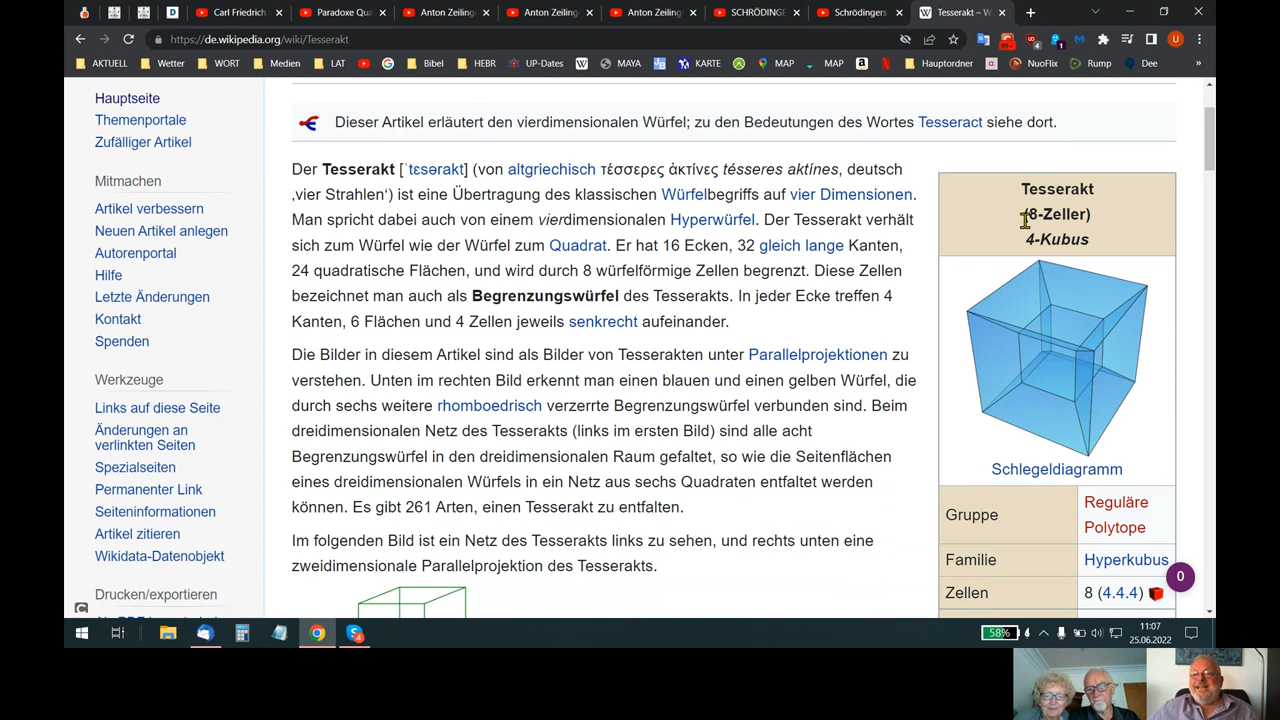 Carl Friedrich
Paradoxe Qua
Anton Zeiling
Anton Zeiling
Anton Zeiling
SCHRÖDINGE
Schrödingers
W Tesserakt – W
https://de.wikipedia.org/wiki/Tesserakt
AKTUELL Wetter WORT Medien LAT Bibel HEBR UP-Dates MAYA KARTE MAP MAP Hauptordner NuoFlix Rump Dee »
Hauptseite
Themenportale
Zufälliger Artikel
Mitmachen
Artikel verbessern
Neuen Artikel anlegen
Autorenportal
Hilfe
Letzte Änderungen
Kontakt
Spenden
Werkzeuge
Links auf diese Seite
Änderungen an
verlinkten Seiten
Spezialseiten
Permanenter Link
Seiteninformationen
Artikel zitieren
Wikidata-Datenobjekt
Drucken/exportieren
Dieser Artikel erläutert den vierdimensionalen Würfel; zu den Bedeutungen des Wortes Tesseract siehe dort.
Der Tesserakt [ˈtɛsɵrakt] (von altgriechisch τέσσερες ἀκτίνες tésseres aktínes, deutsch
‚vier Strahlen‘) ist eine Übertragung des klassischen Würfelbegriffs auf vier Dimensionen.
Man spricht dabei auch von einem vierdimensionalen Hyperwürfel. Der Tesserakt verhält
sich zum Würfel wie der Würfel zum Quadrat. Er hat 16 Ecken, 32 gleich lange Kanten,
24 quadratische Flächen, und wird durch 8 würfelförmige Zellen begrenzt. Diese Zellen
bezeichnet man auch als Begrenzungswürfel des Tesserakts. In jeder Ecke treffen 4
Kanten, 6 Flächen und 4 Zellen jeweils senkrecht aufeinander.
Die Bilder in diesem Artikel sind als Bilder von Tesserakten unter Parallelprojektionen zu
verstehen. Unten im rechten Bild erkennt man einen blauen und einen gelben Würfel, die
durch sechs weitere rhomboedrisch verzerrte Begrenzungswürfel verbunden sind. Beim
dreidimensionalen Netz des Tesserakts (links im ersten Bild) sind alle acht
Begrenzungswürfel in den dreidimensionalen Raum gefaltet, so wie die Seitenflächen
eines dreidimensionalen Würfels in ein Netz aus sechs Quadraten entfaltet werden
können. Es gibt 261 Arten, einen Tesserakt zu entfalten.
Im folgenden Bild ist ein Netz des Tesserakts links zu sehen, und rechts unten eine
zweidimensionale Parallelprojektion des Tesserakts.
Tesserakt
(8-Zeller)
4-Kubus
Schlegeldiagramm
Gruppe Reguläre
Polytope
Familie Hyperkubus
Zellen 8 (4.4.4)
0
58%
11:07
25.06.2022